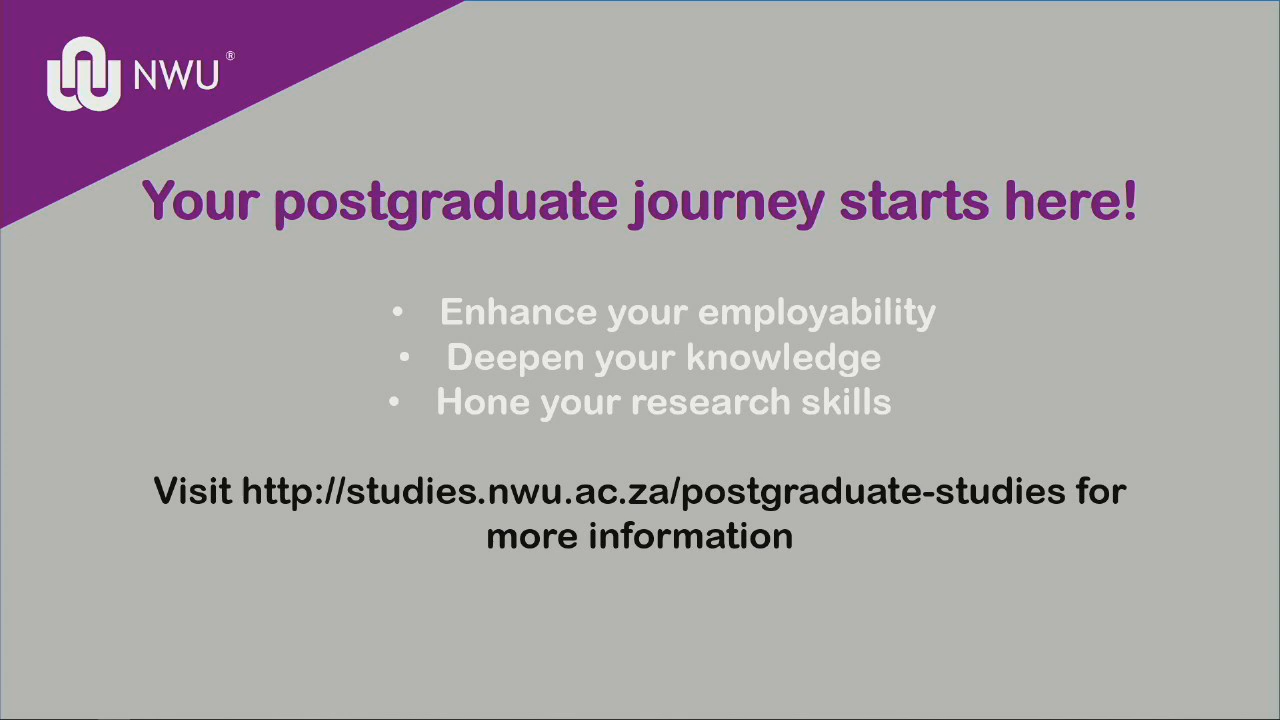 NWU®
Your postgraduate journey starts here!
• Enhance your employability
• Deepen your knowledge
• Hone your research skills
Visit http://studies.nwu.ac.za/postgraduate-studies for
more information